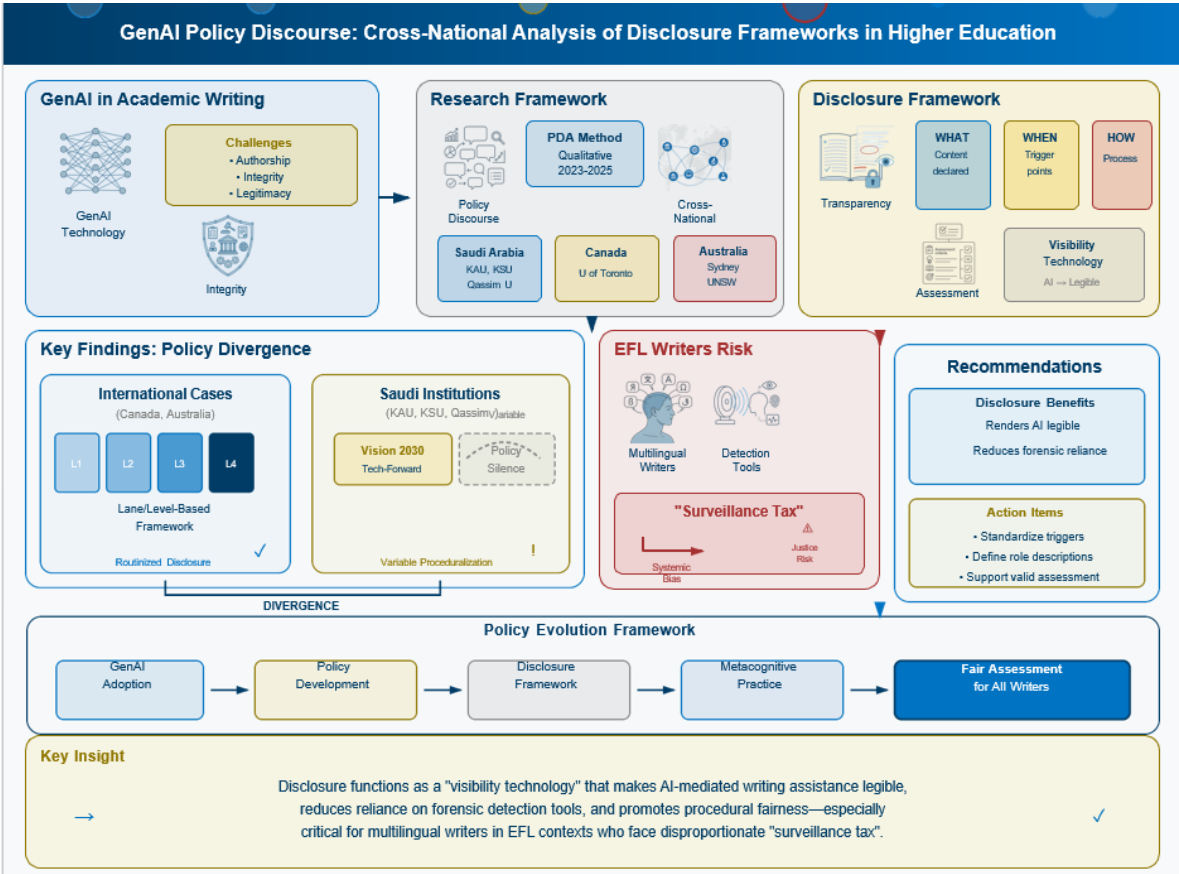 GenAI Policy Discourse: Cross-National Analysis of Disclosure Frameworks in Higher Education
GenAI in Academic Writing
Challenges
• Authorship
• Integrity
• Legitimacy
GenAI
Technology
Integrity
Research Framework
PDA Method
Qualitative
2023-2025
Policy
Discourse
Cross-
National
Saudi Arabia
KAU, KSU
Qassim U
Canada
U of Toronto
Australia
Sydney
UNSW
Disclosure Framework
WHAT
Content
declared
WHEN
Trigger
points
HOW
Process
Transparency
Assessment
Visibility
Technology
AI → Legible
Key Findings: Policy Divergence
International Cases
(Canada, Australia)
L1
L2
L3
L4
Lane/Level-Based
Framework
Routinized Disclosure
✓
Saudi Institutions
(KAU, KSU, Qassimv)ariable
Vision 2030
Tech-Forward
Policy
Silence
!
Variable Proceduralization
DIVERGENCE
EFL Writers Risk
Multilingual
Writers
Detection
Tools
"Surveillance Tax"
⚠
Systemic
Bias
Justice
Risk
Recommendations
Disclosure Benefits
Renders AI legible
Reduces forensic reliance
Action Items
• Standardize triggers
• Define role descriptions
• Support valid assessment
Policy Evolution Framework
GenAI
Adoption
Policy
Development
Disclosure
Framework
Metacognitive
Practice
Fair Assessment
for All Writers
Key Insight
→
Disclosure functions as a "visibility technology" that makes AI-mediated writing assistance legible,
reduces reliance on forensic detection tools, and promotes procedural fairness—especially
critical for multilingual writers in EFL contexts who face disproportionate "surveillance tax".
✓